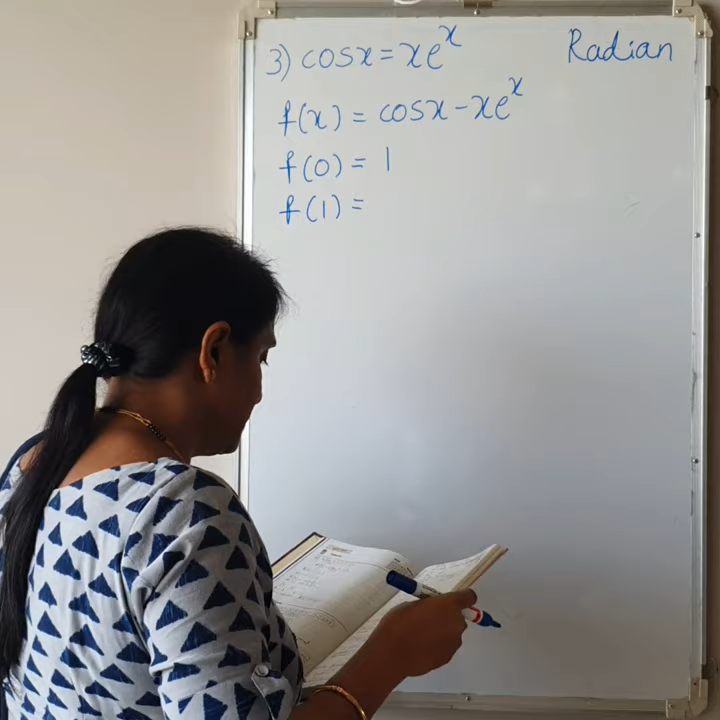 3) cosx = xe^x Radian
f(x) = cosx - xe^x
f(0) = 1
f(1) =